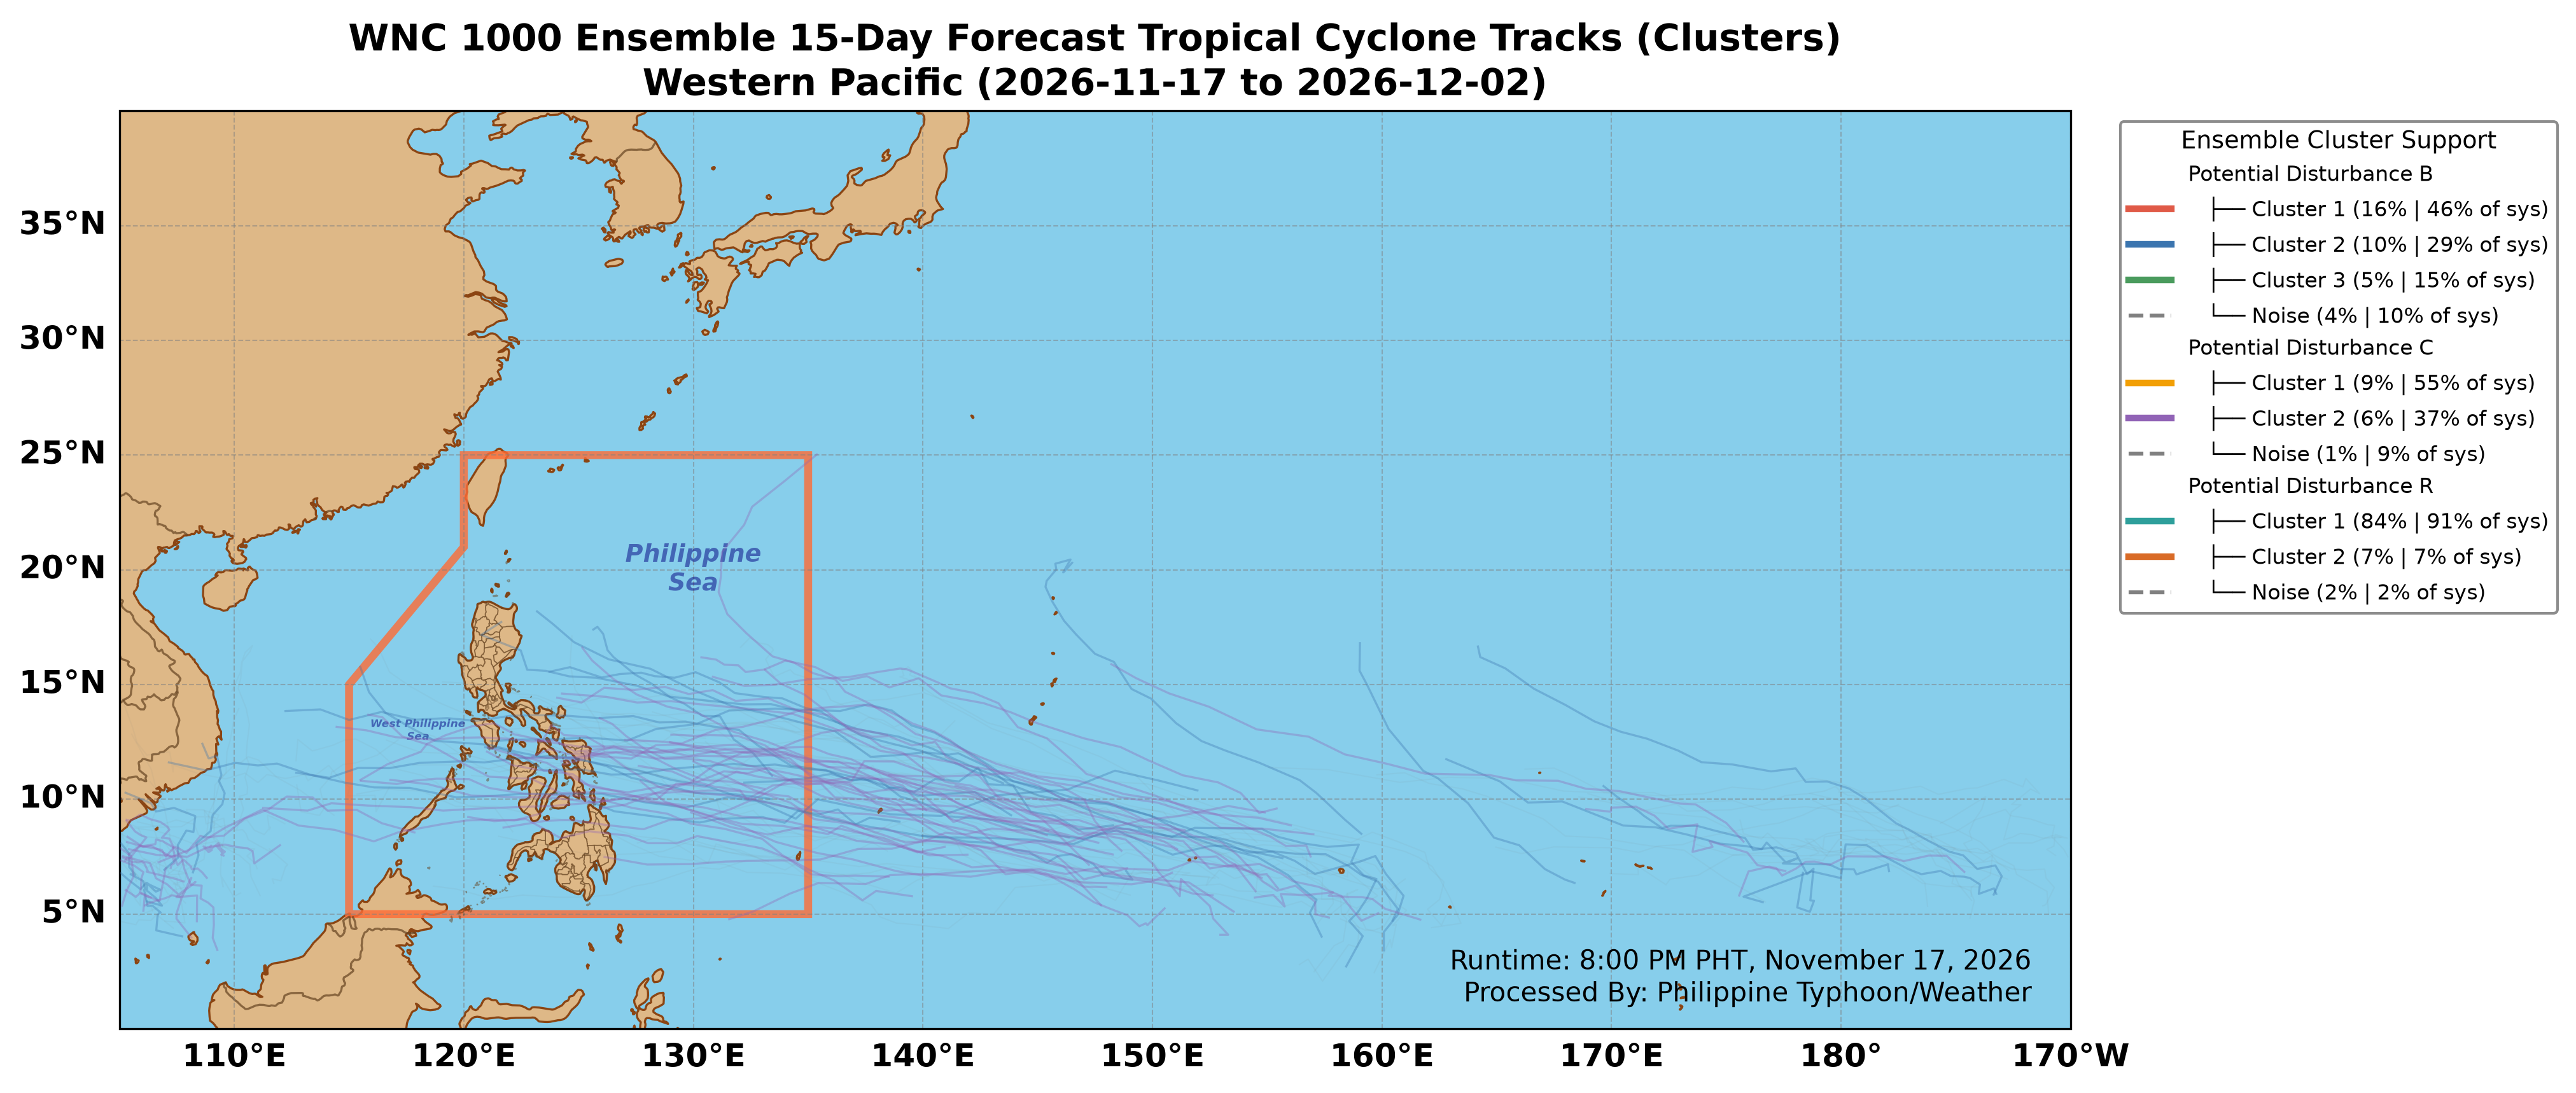 WNC 1000 Ensemble 15-Day Forecast Tropical Cyclone Tracks (Clusters)
Western Pacific (2026-11-17 to 2026-12-02)
Ensemble Cluster Support
Potential Disturbance B
Cluster 1 (16% | 46% of sys)
Cluster 2 (10% | 29% of sys)
Cluster 3 (5% | 15% of sys)
Noise (4% | 10% of sys)
Potential Disturbance C
Cluster 1 (9% | 55% of sys)
Cluster 2 (6% | 37% of sys)
Noise (1% | 9% of sys)
Potential Disturbance R
Cluster 1 (84% | 91% of sys)
Cluster 2 (7% | 7% of sys)
Noise (2% | 2% of sys)
35°N
30°N
25°N
20°N
15°N
10°N
5°N
Philippine
Sea
West Philippine
Sea
Runtime: 8:00 PM PHT, November 17, 2026
Processed By: Philippine Typhoon/Weather
110°E
120°E
130°E
140°E
150°E
160°E
170°E
180°
170°W